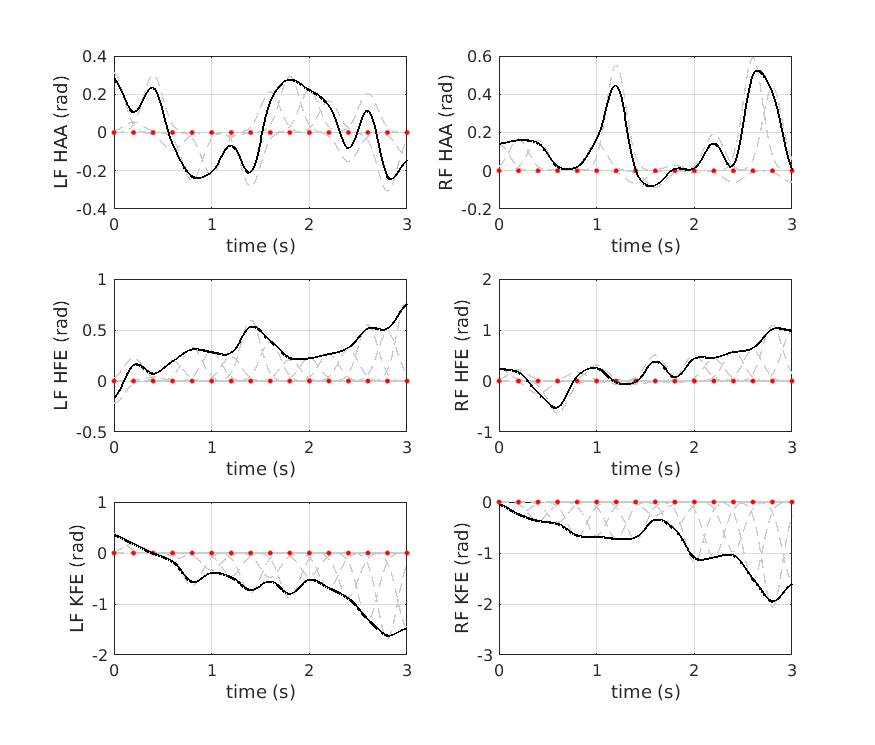 0.4
0.2
0
-0.2
-0.4
LF HAA (rad)
0 1 2 3
time (s)
0.6
0.4
0.2
0
-0.2
RF HAA (rad)
0 1 2 3
time (s)
1
0.5
0
-0.5
LF HFE (rad)
0 1 2 3
time (s)
2
1
0
-1
RF HFE (rad)
0 1 2 3
time (s)
1
0
-1
-2
LF KFE (rad)
0 1 2 3
time (s)
0
-1
-2
-3
RF KFE (rad)
0 1 2 3
time (s)